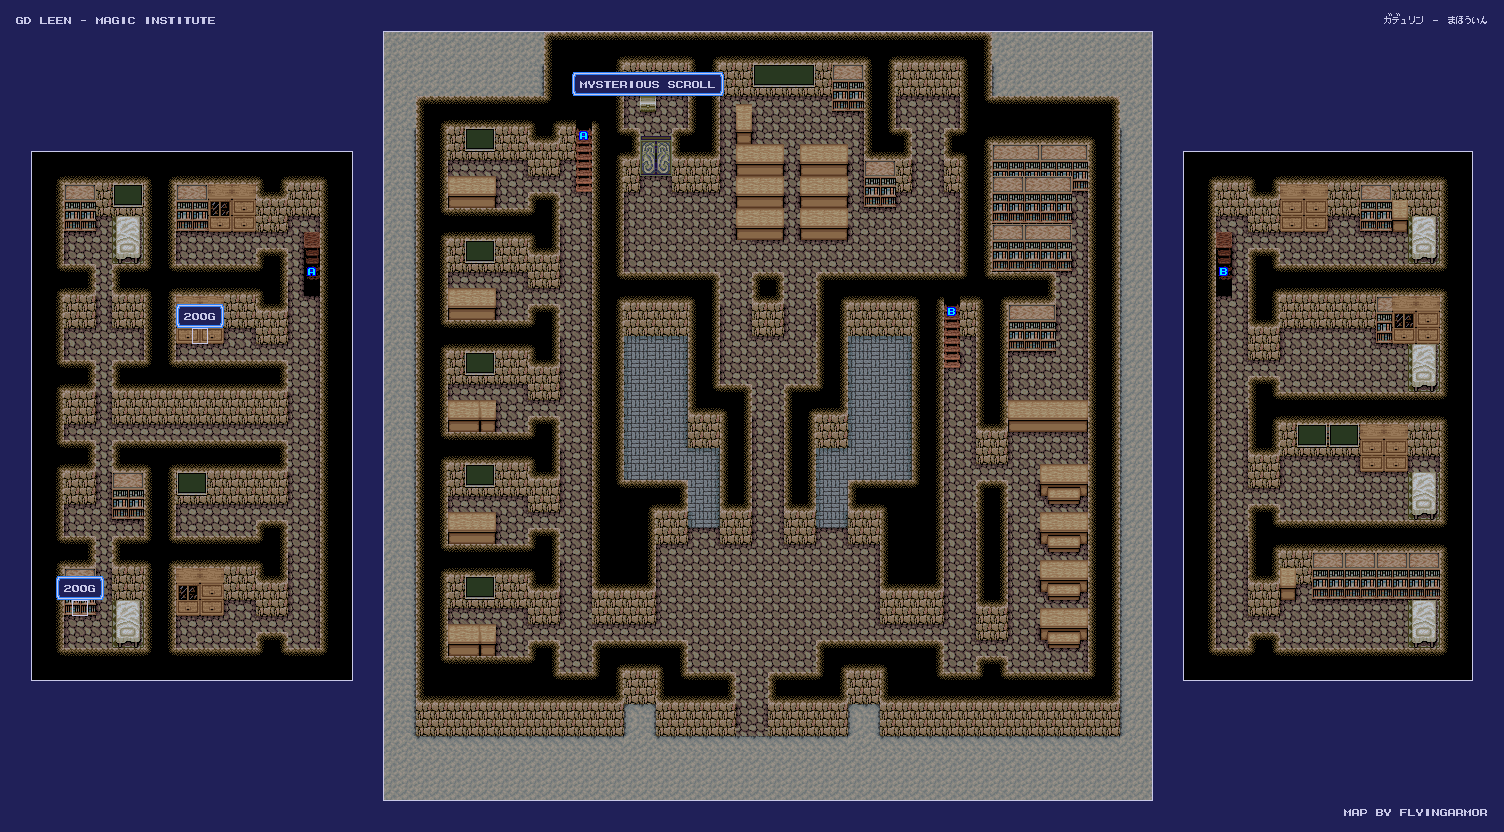 GD LEEN - MAGIC INSTITUTE
ガデュリン - まほういん
MYSTERIOUS SCROLL
A
A
B
200G
B
200G
MAP BY FLYINGARMOR